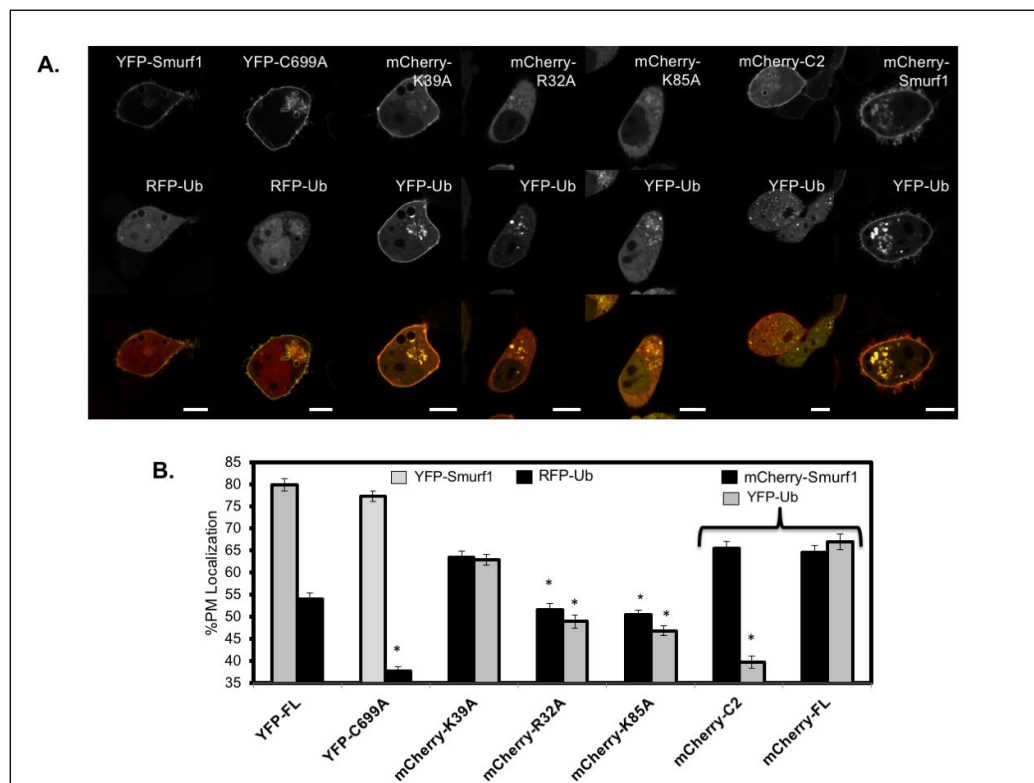 A.
YFP-Smurf1
YFP-C699A
mCherry-
K39A
mCherry-
R32A
mCherry-
K85A
mCherry-C2
mCherry-
Smurf1
RFP-Ub
RFP-Ub
YFP-Ub
YFP-Ub
YFP-Ub
YFP-Ub
YFP-Ub
B.
%PM Localization
85
80
75
70
65
60
55
50
45
40
35
YFP-Smurf1
RFP-Ub
mCherry-Smurf1
YFP-Ub
*
*
*
*
*
*
YFP-FL
YFP-C699A
mCherry-K39A
mCherry-R32A
mCherry-K85A
mCherry-C2
mCherry-FL